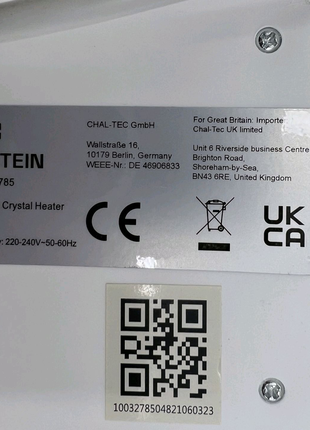 TEIN
785
Crystal Heater
y: 220-240V~50-60Hz
CHAL-TEC GmbH
Wallstraße 16,
10179 Berlin, Germany
WEEE-Nr.: DE 46906833
For Great Britain: Importe
Chal-Tec UK limited
Unit 6 Riverside business Centre
Brighton Road,
Shoreham-by-Sea,
BN43 6RE, United Kingdom
CE
UK
CA
1003278504821060323